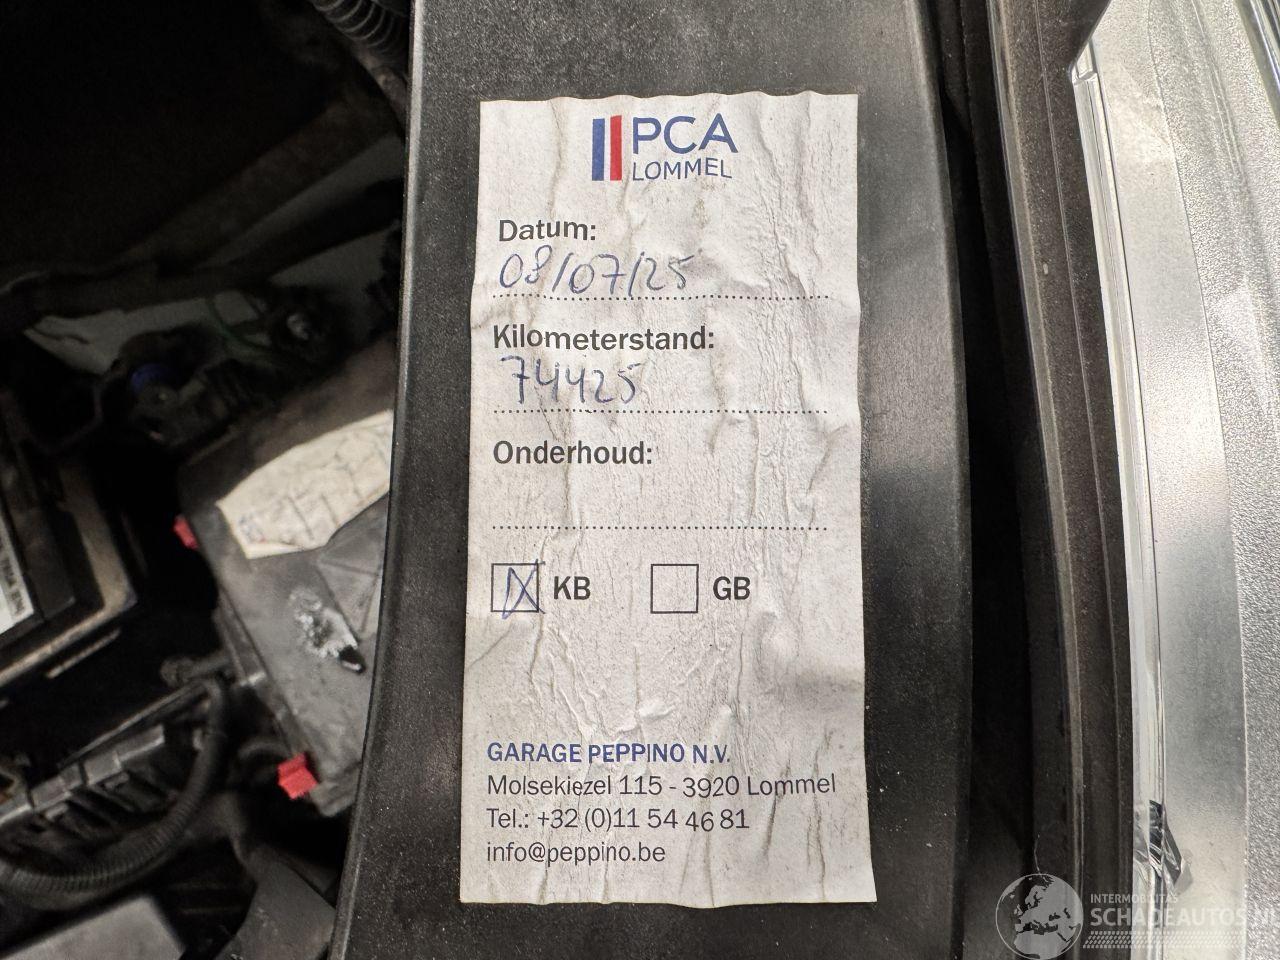 PCA
LOMMEL
Datum:
08/07/25
Kilometerstand:
74425
Onderhoud:
KB GB
GARAGE PEPPINO N.V.
Molsekiezel 115 - 3920 Lommel
Tel.: +32 (0)11 54 46 81
info@peppino.be
INTERMOBILITAS
SCHADEAUTOS.NL